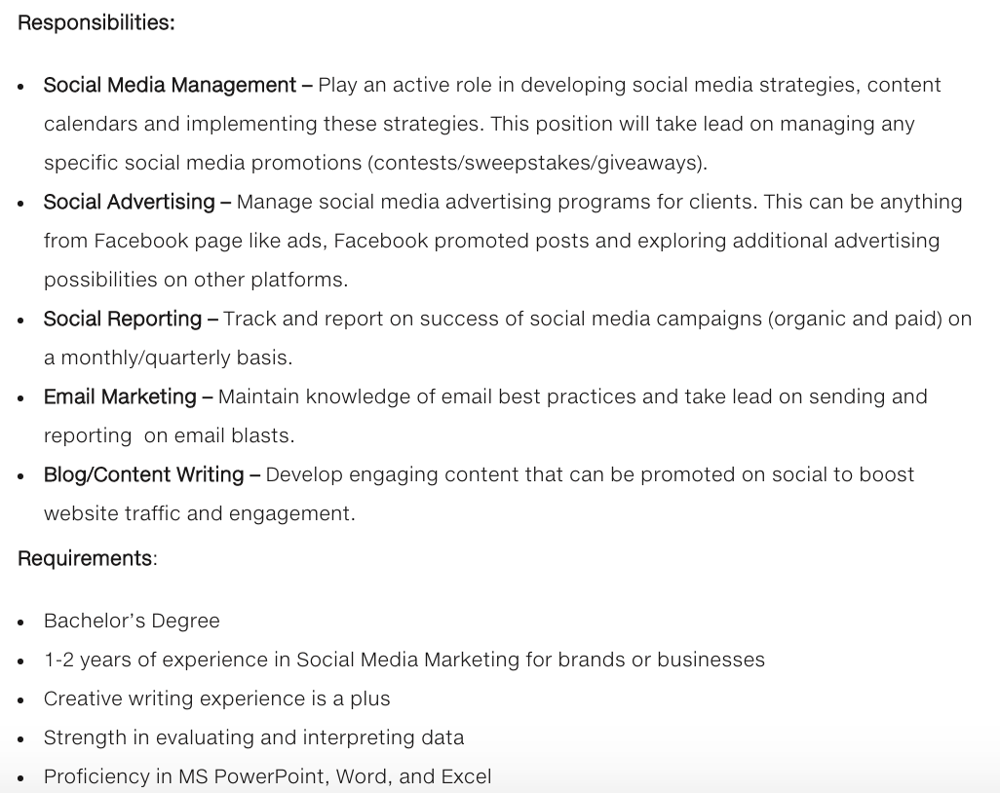 Responsibilities:
• Social Media Management – Play an active role in developing social media strategies, content
calendars and implementing these strategies. This position will take lead on managing any
specific social media promotions (contests/sweepstakes/giveaways).
• Social Advertising – Manage social media advertising programs for clients. This can be anything
from Facebook page like ads, Facebook promoted posts and exploring additional advertising
possibilities on other platforms.
• Social Reporting – Track and report on success of social media campaigns (organic and paid) on
a monthly/quarterly basis.
• Email Marketing – Maintain knowledge of email best practices and take lead on sending and
reporting  on email blasts.
• Blog/Content Writing – Develop engaging content that can be promoted on social to boost
website traffic and engagement.
Requirements:
• Bachelor’s Degree
• 1-2 years of experience in Social Media Marketing for brands or businesses
• Creative writing experience is a plus
• Strength in evaluating and interpreting data
• Proficiency in MS PowerPoint, Word, and Excel